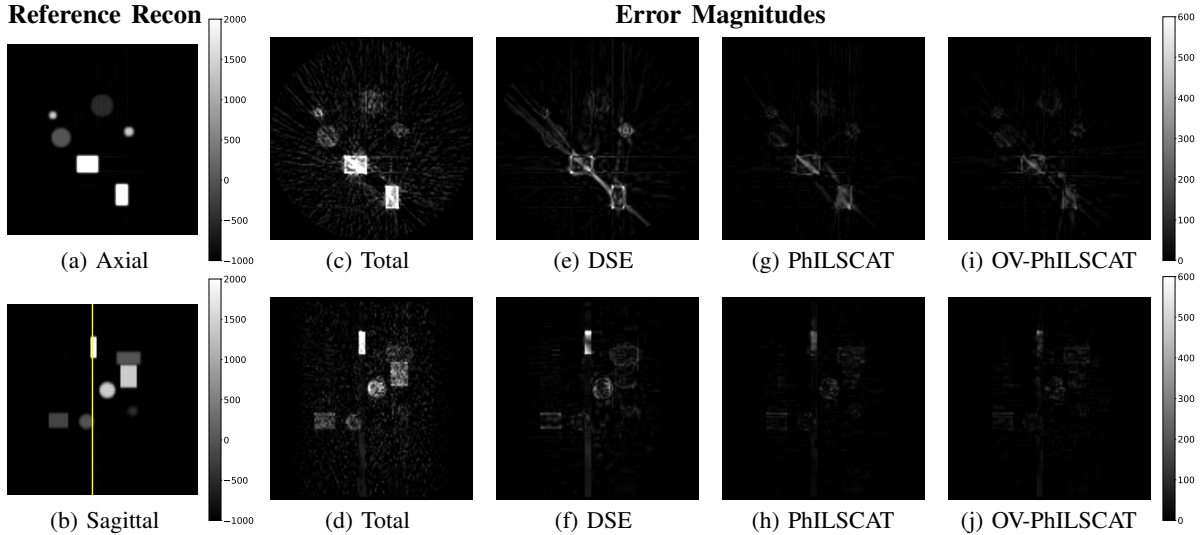 Reference Recon
Error Magnitudes
2000
1500
1000
500
0
−500
−1000
600
500
400
300
200
100
0
(a) Axial
(c) Total
(e) DSE
(g) PhILSCAT
(i) OV-PhILSCAT
2000
1500
1000
500
0
−500
−1000
600
500
400
300
200
100
0
(b) Sagittal
(d) Total
(f) DSE
(h) PhILSCAT
(j) OV-PhILSCAT